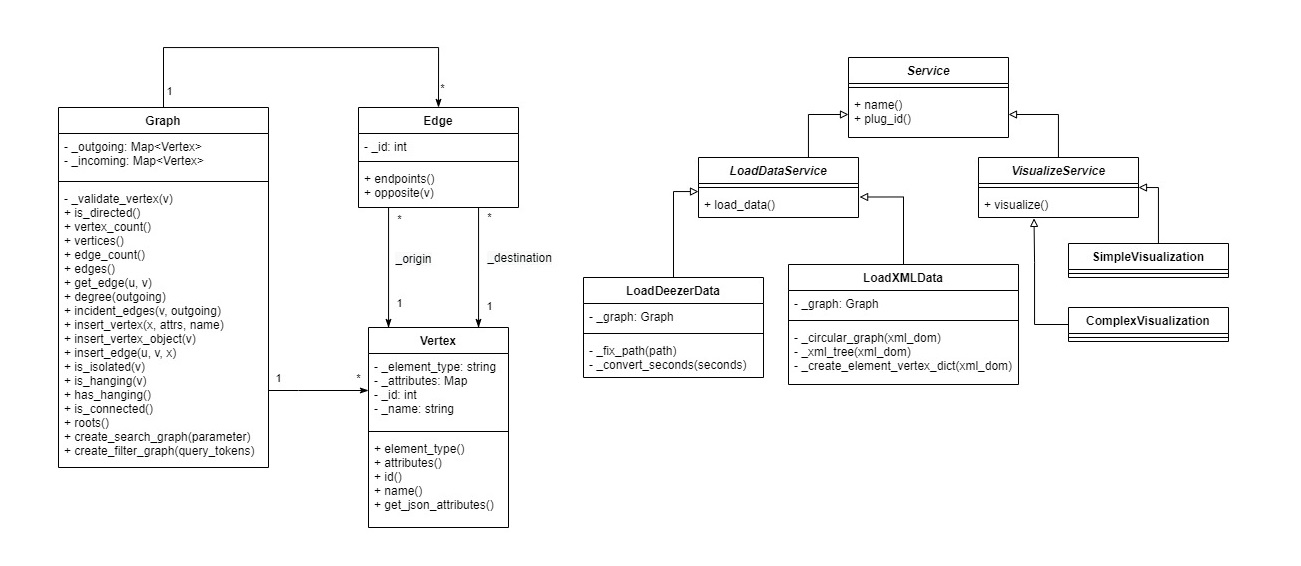 1
*
Graph
- _outgoing: Map<Vertex>
- _incoming: Map<Vertex>
- _validate_vertex(v)
+ is_directed()
+ vertex_count()
+ vertices()
+ edge_count()
+ edges()
+ get_edge(u, v)
+ degree(outgoing)
+ incident_edges(v, outgoing)
+ insert_vertex(x, attrs, name)
+ insert_vertex_object(v)
+ insert_edge(u, v, x)
+ is_isolated(v)
+ is_hanging(v)
+ has_hanging()
+ is_connected()
+ roots()
+ create_search_graph(parameter)
+ create_filter_graph(query_tokens)
1
*
Edge
- _id: int
+ endpoints()
+ opposite(v)
*
*
_origin
_destination
1
1
Vertex
- _element_type: string
- _attributes: Map
- _id: int
- _name: string
+ element_type()
+ attributes()
+ id()
+ name()
+ get_json_attributes()
Service
+ name()
+ plug_id()
LoadDataService
+ load_data()
VisualizeService
+ visualize()
SimpleVisualization
ComplexVisualization
LoadDeezerData
- _graph: Graph
- _fix_path(path)
- _convert_seconds(seconds)
LoadXMLData
- _graph: Graph
- _circular_graph(xml_dom)
- _xml_tree(xml_dom)
- _create_element_vertex_dict(xml_dom)